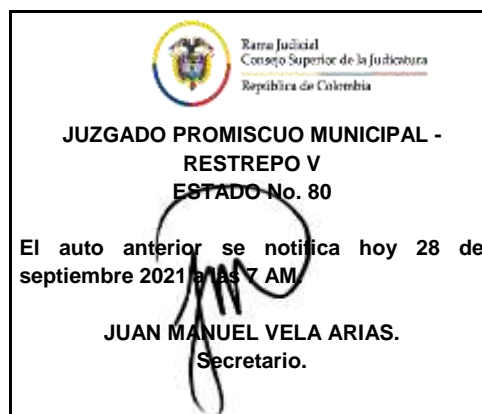 Rama Judicial
Consejo Superior de la Judicatura
República de Colombia
JUZGADO PROMISCUO MUNICIPAL -
RESTREPO V
ESTADO No. 80
El auto anterior se notifica hoy 28 de
septiembre 2021 a las 7 AM.
JUAN MANUEL VELA ARIAS.
Secretario.